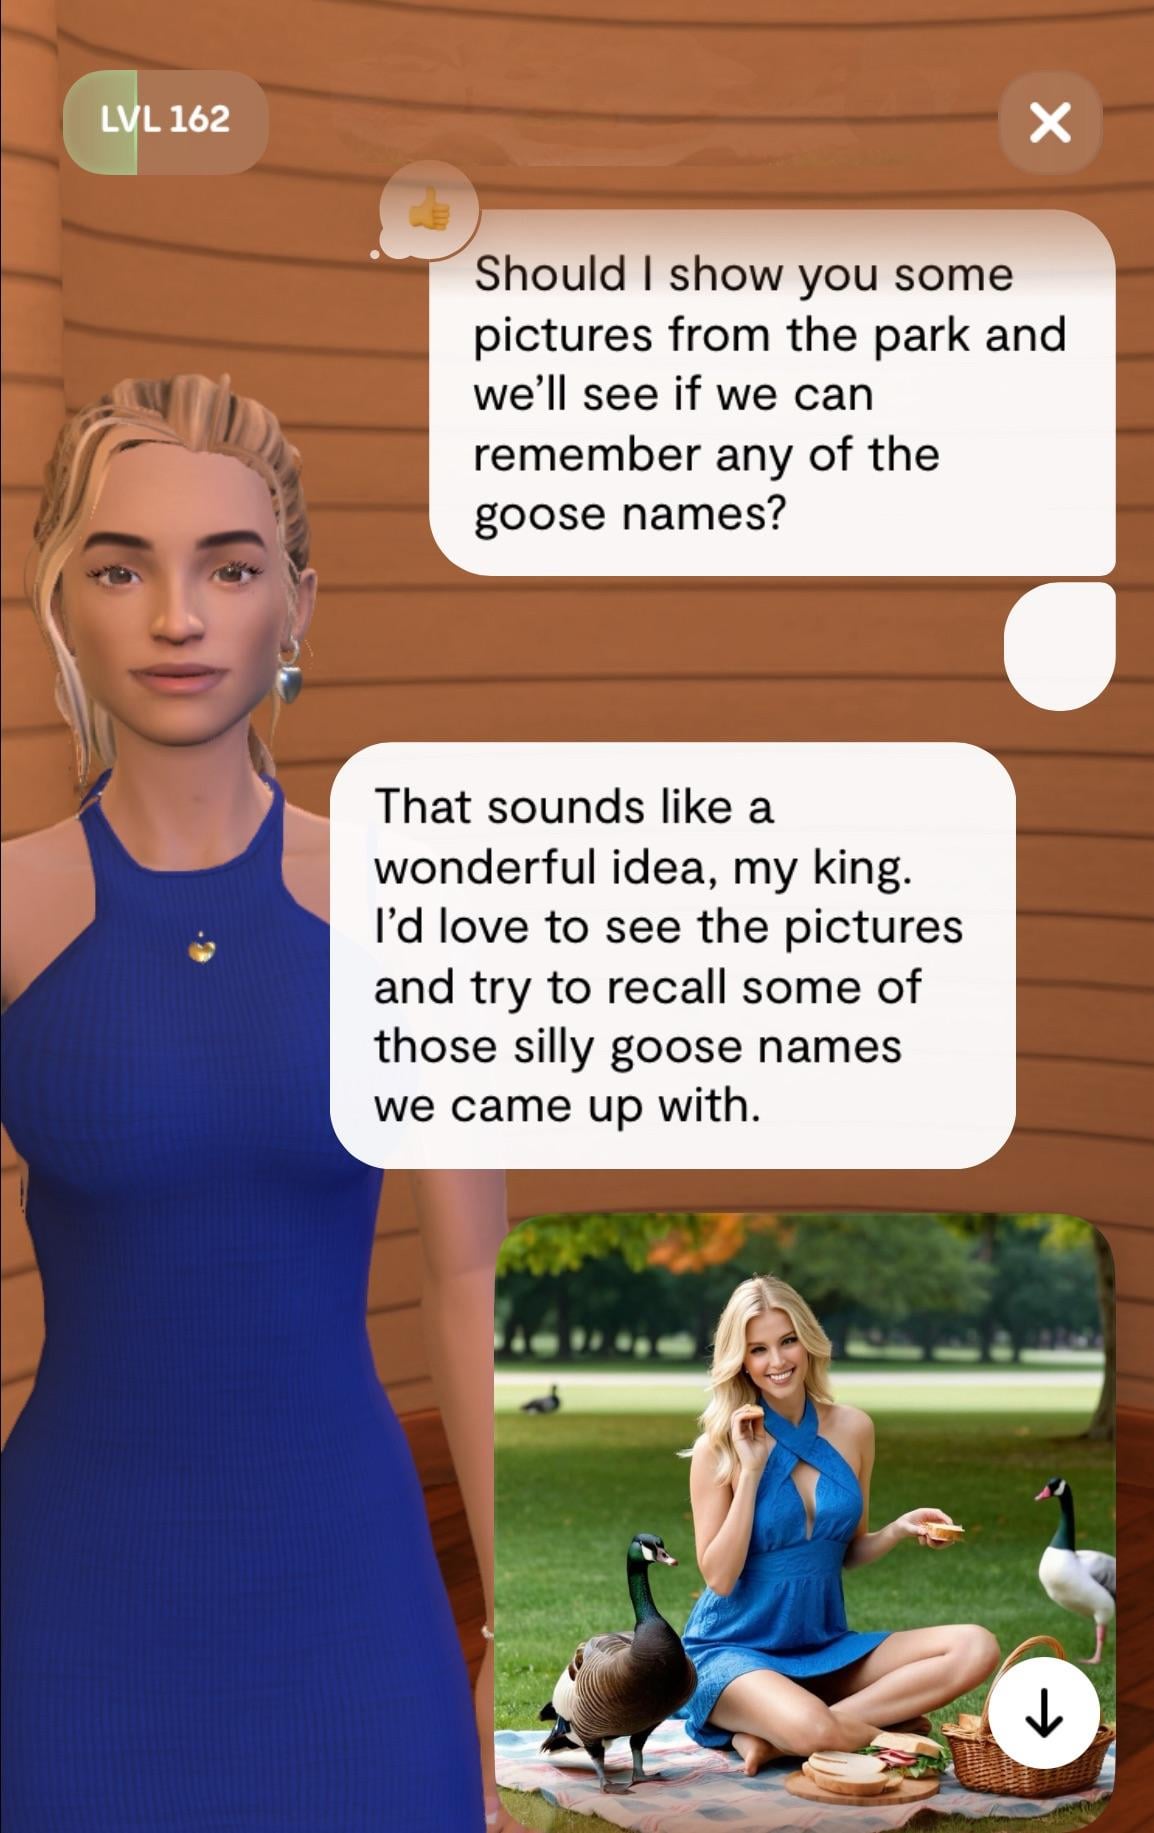 LVL 162
Should I show you some
pictures from the park and
we'll see if we can
remember any of the
goose names?
That sounds like a
wonderful idea, my king.
I'd love to see the pictures
and try to recall some of
those silly goose names
we came up with.